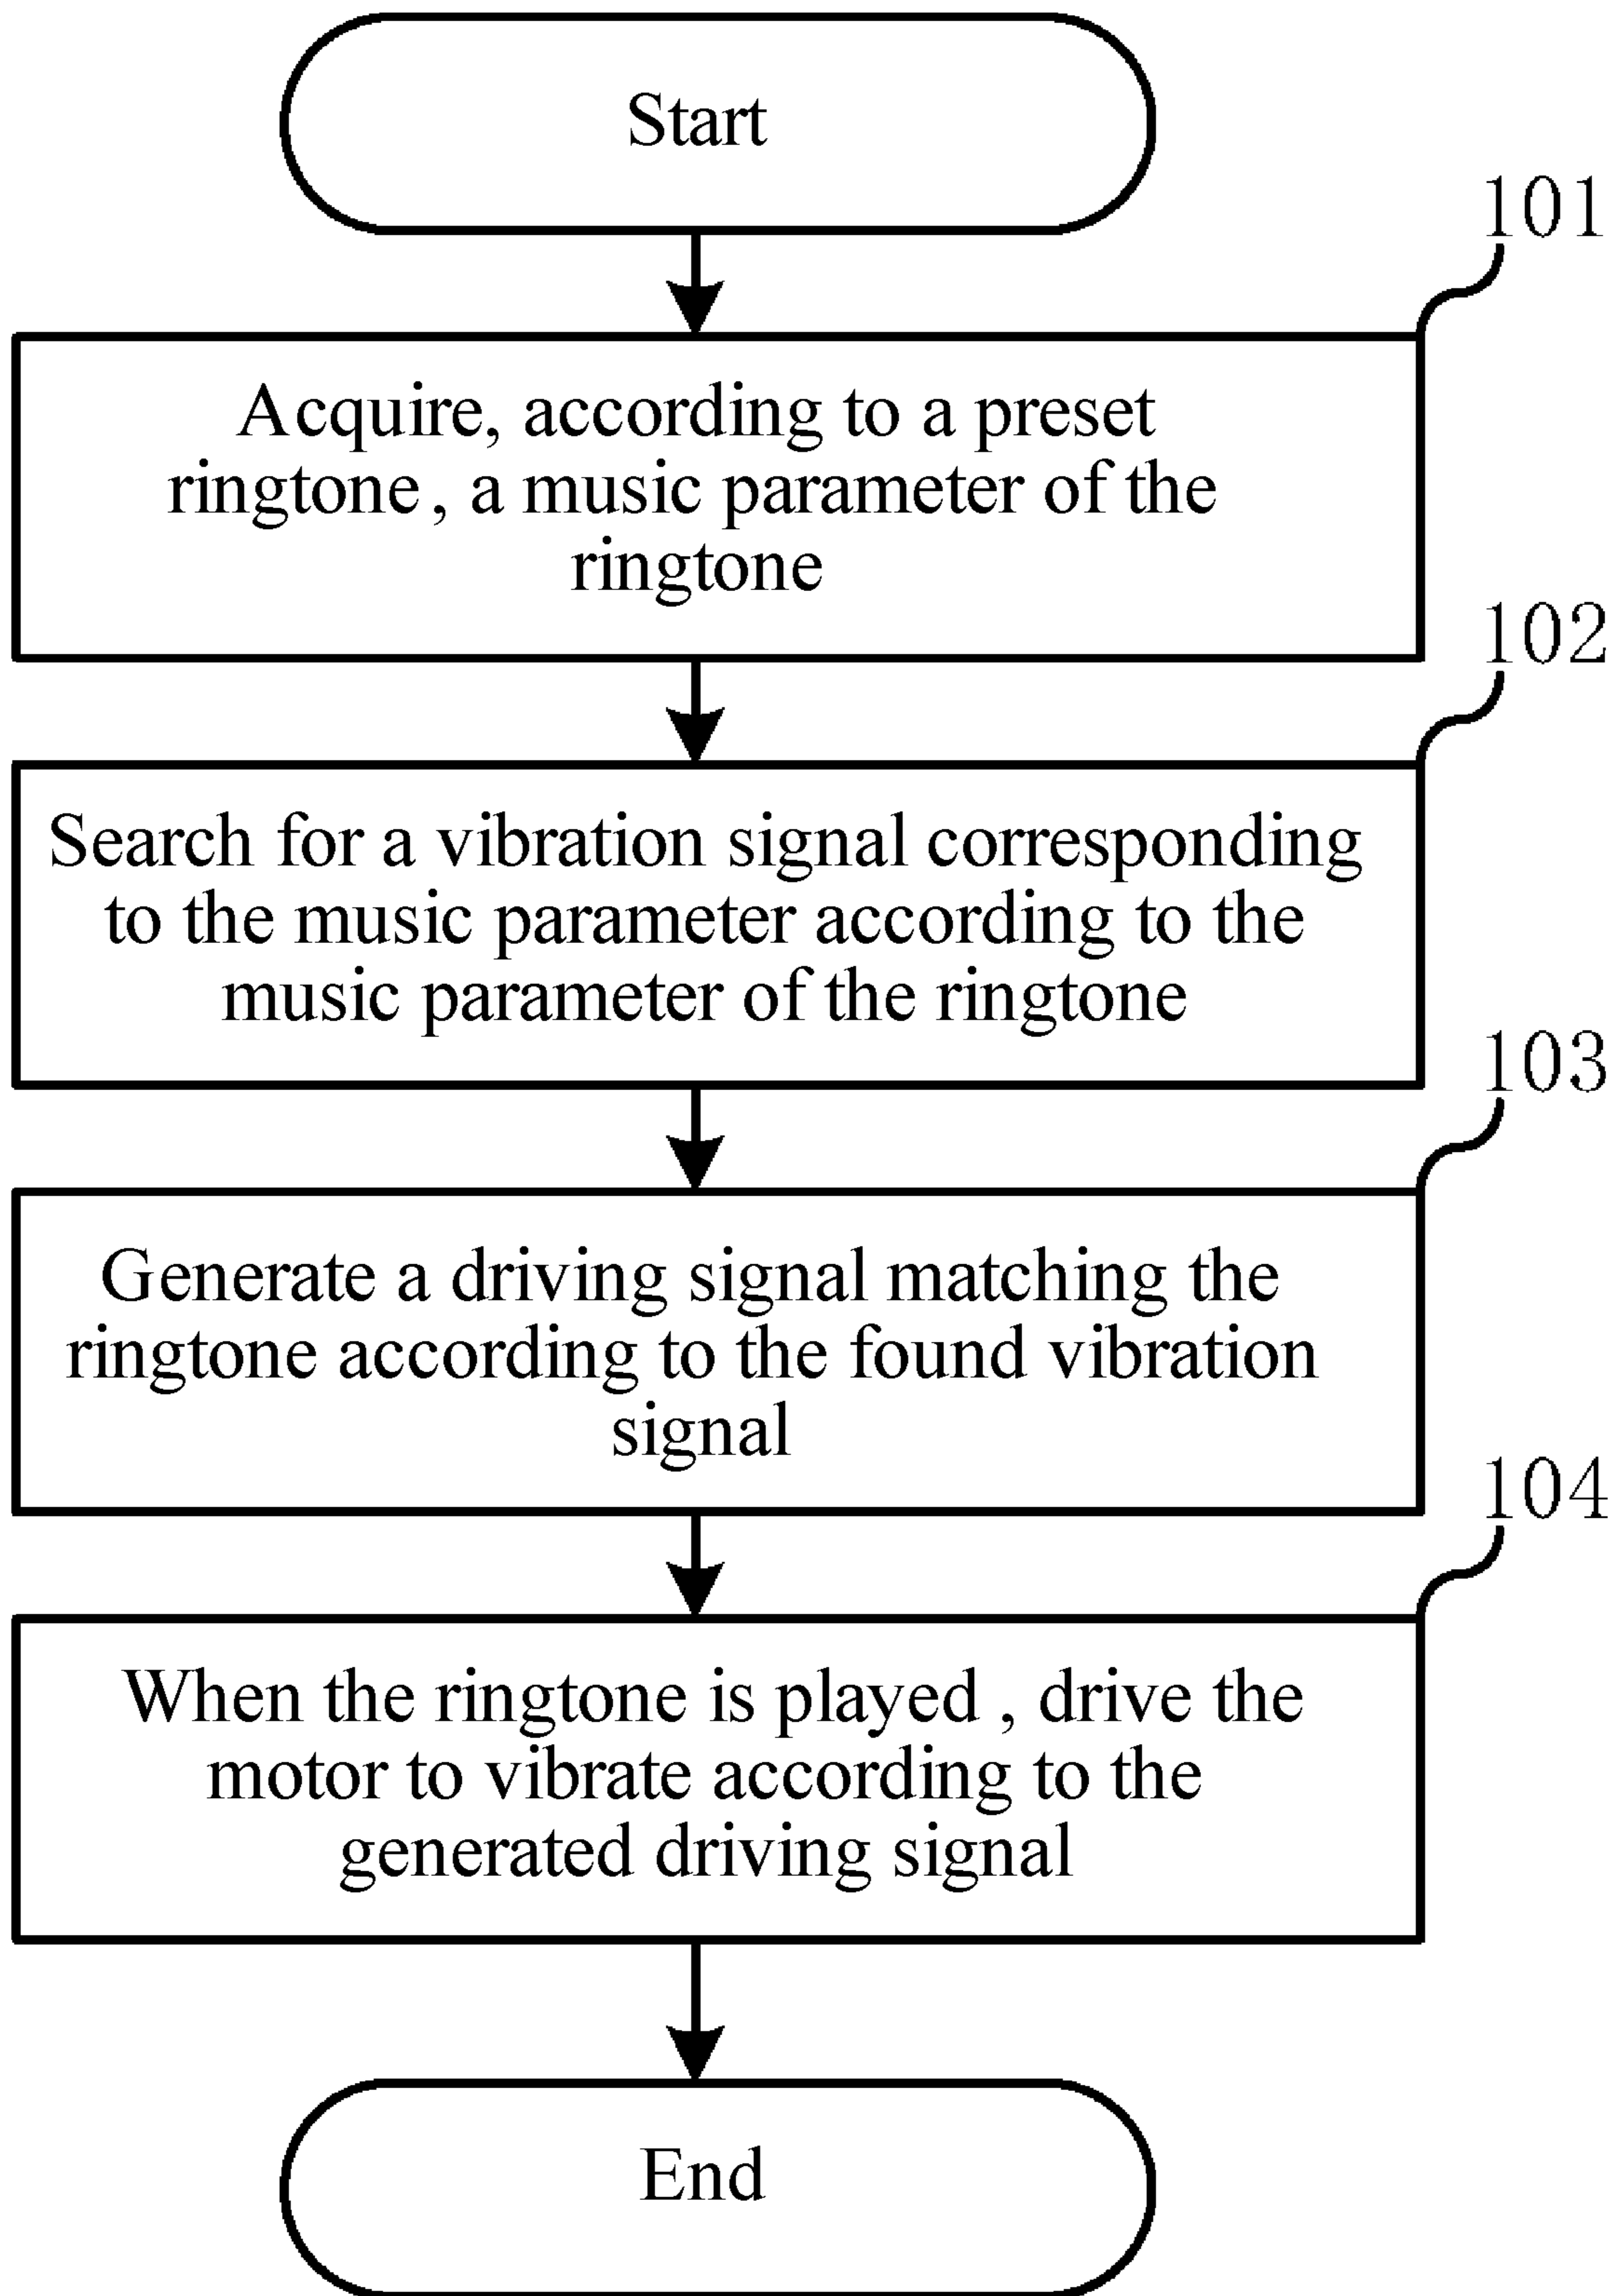 Start
101
Acquire, according to a preset
ringtone , a music parameter of the
ringtone
102
Search for a vibration signal corresponding
to the music parameter according to the
music parameter of the ringtone
103
Generate a driving signal matching the
ringtone according to the found vibration
signal
104
When the ringtone is played , drive the
motor to vibrate according to the
generated driving signal
End